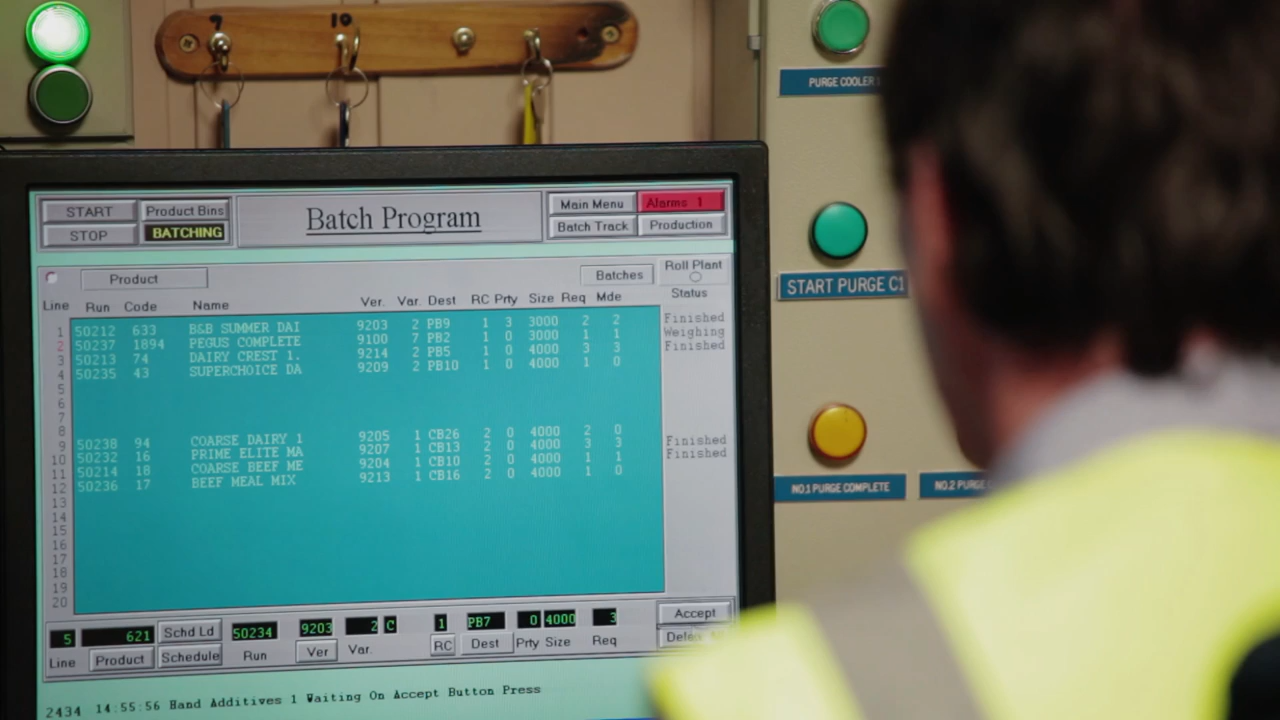 7 10
PURGE COOLER
START Product Bins Batch Program Main Menu Alarms 1
STOP BATCHING Batch Track Production
START PURGE C1
Product Batches Roll Plant
Line Run Code Name Ver. Var. Dest RC Prty Size Req Mde Status
1 50212 633 B&B SUMMER DAI 9203 2 PB9 1 3 3000 2 2 Finished
2 50237 1894 PEGUS COMPLETE 9100 7 PB2 1 0 3000 1 1 Weighing
3 50213 74 DAIRY CREST 1. 9214 2 PB5 1 0 4000 3 3 Finished
4 50235 43 SUPERCHOICE DA 9209 2 PB10 1 0 4000 1 0
5
6
7
8
9 50238 94 COARSE DAIRY 1 9205 1 CB26 2 0 4000 2 0 Finished
10 50232 16 PRIME ELITE MA 9207 1 CB13 2 0 4000 3 3 Finished
11 50214 18 COARSE BEEF ME 9204 1 CB10 2 0 4000 1 1
12 50236 17 BEEF MEAL MIX 9213 1 CB16 2 0 4000 1 0
13
14
15
16
17
18
19
20
NO.1 PURGE COMPLETE NO.2 PURGE
5 621 Schd Ld 50234 9203 2 C 1 PB7 0 4000 3 Accept
Line Product Schedule Run Ver Var. RC Dest Prty Size Req
2434 14:55:56 Hand Additives 1 Waiting On Accept Button Press